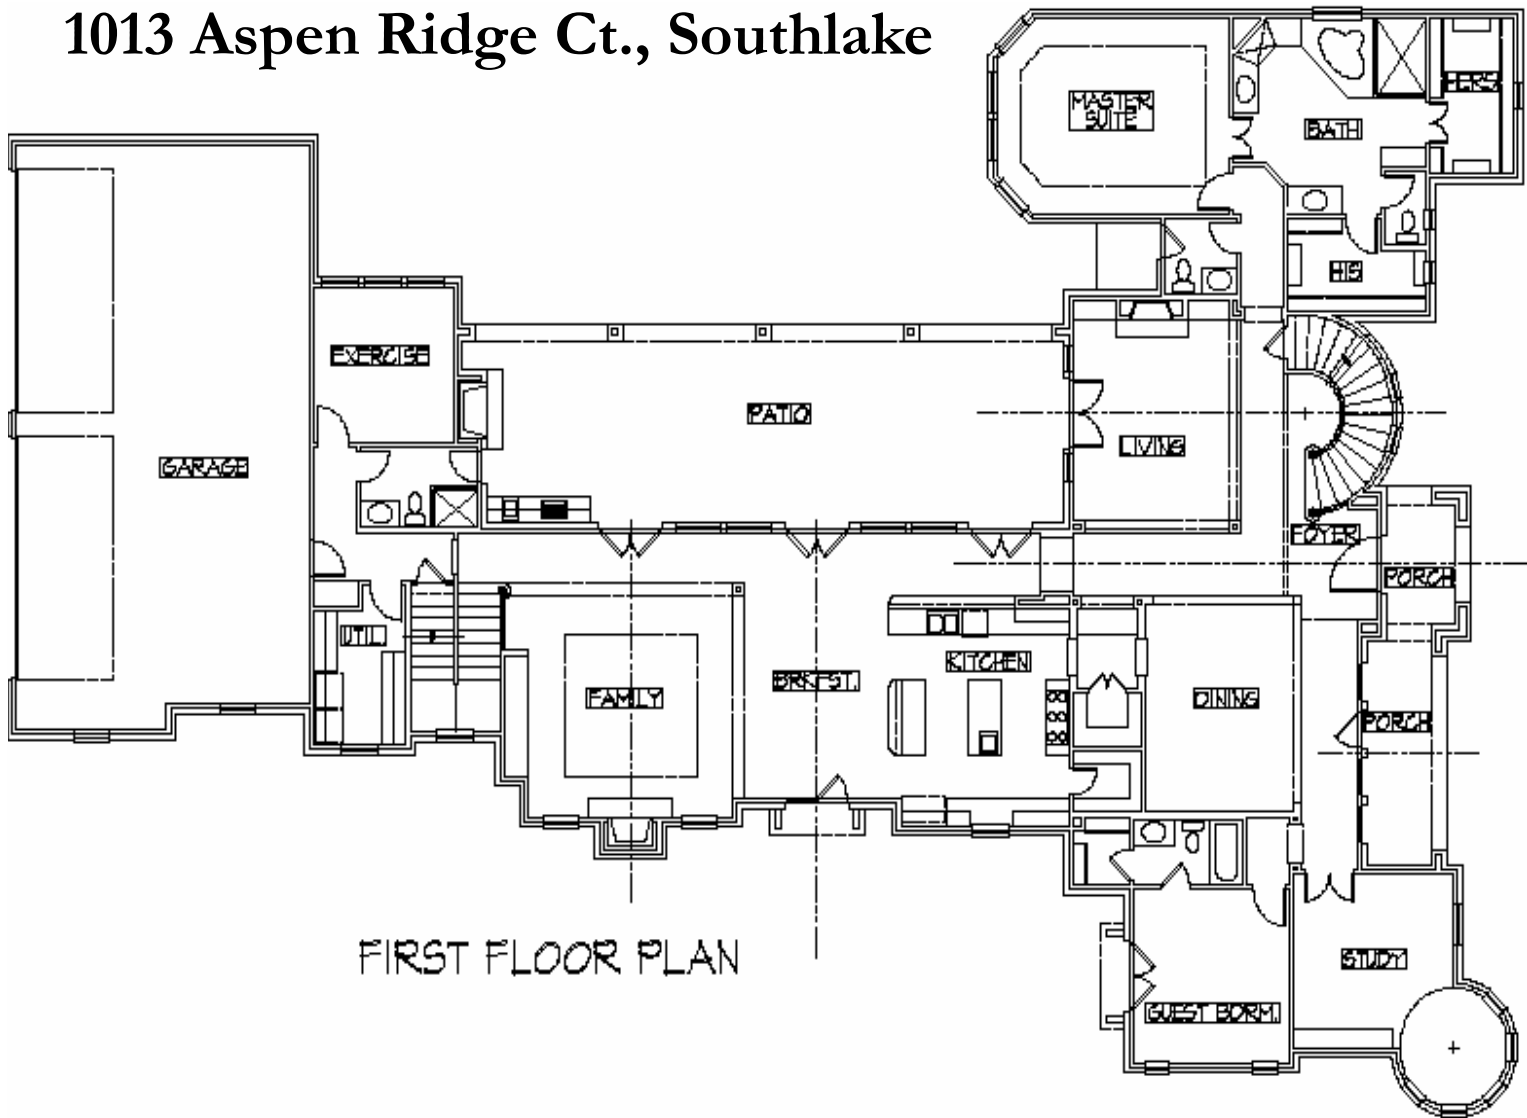 1013 Aspen Ridge Ct., Southlake
MASTER
SUITE
BATH
HERS
HIS
EXERCISE
PATIO
LIVING
GARAGE
FOYER
PORCH
UTIL.
KITCHEN
FAMILY
BRKFST.
DINING
PORCH
FIRST FLOOR PLAN
STUDY
GUEST BDRM.